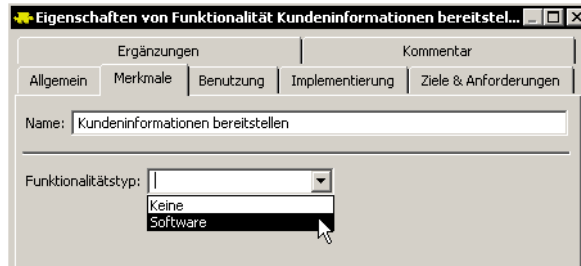 Eigenschaften von Funktionalität Kundeninformationen bereitstel...
Ergänzungen Kommentar
Allgemein Merkmale Benutzung Implementierung Ziele & Anforderungen
Name: Kundeninformationen bereitstellen
Funktionalitätstyp:
Keine
Software